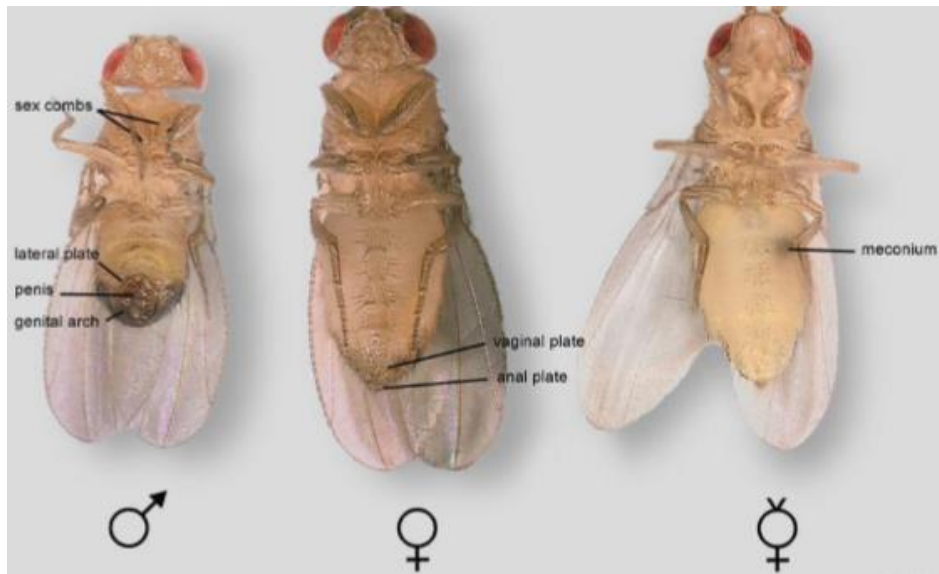 sex combs
lateral plate
penis
genital arch
vaginal plate
anal plate
meconium